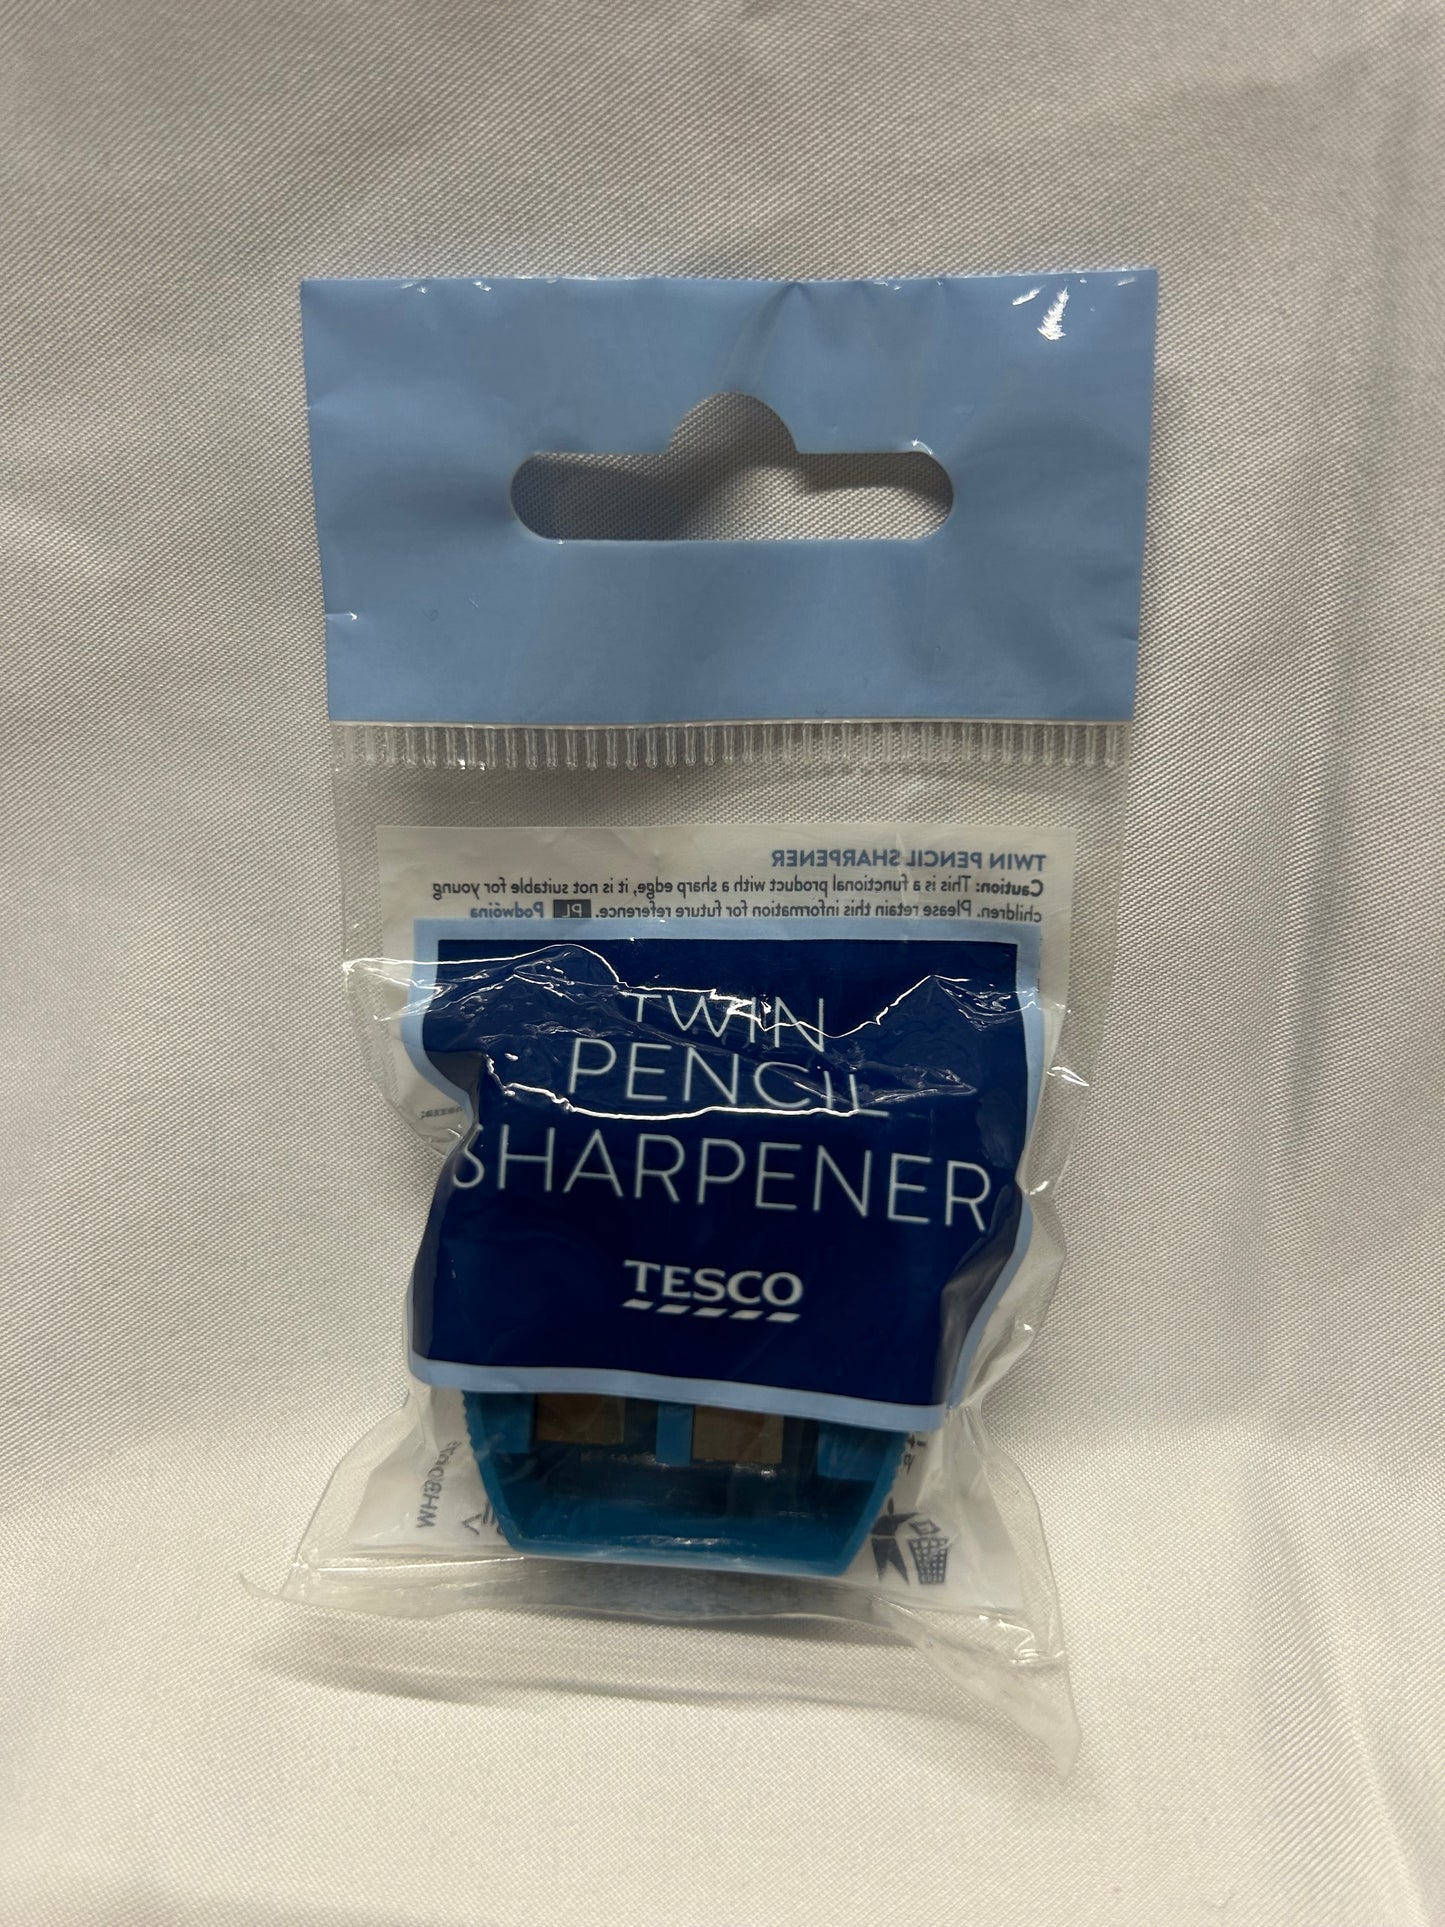 TWIN PENCIL SHARPENER
Caution: This is a functional product with a sharp edge, it is not suitable for young
children. Please retain this information for future reference. PL Podwójna
TWIN
PENCIL
SHARPENER
TESCO